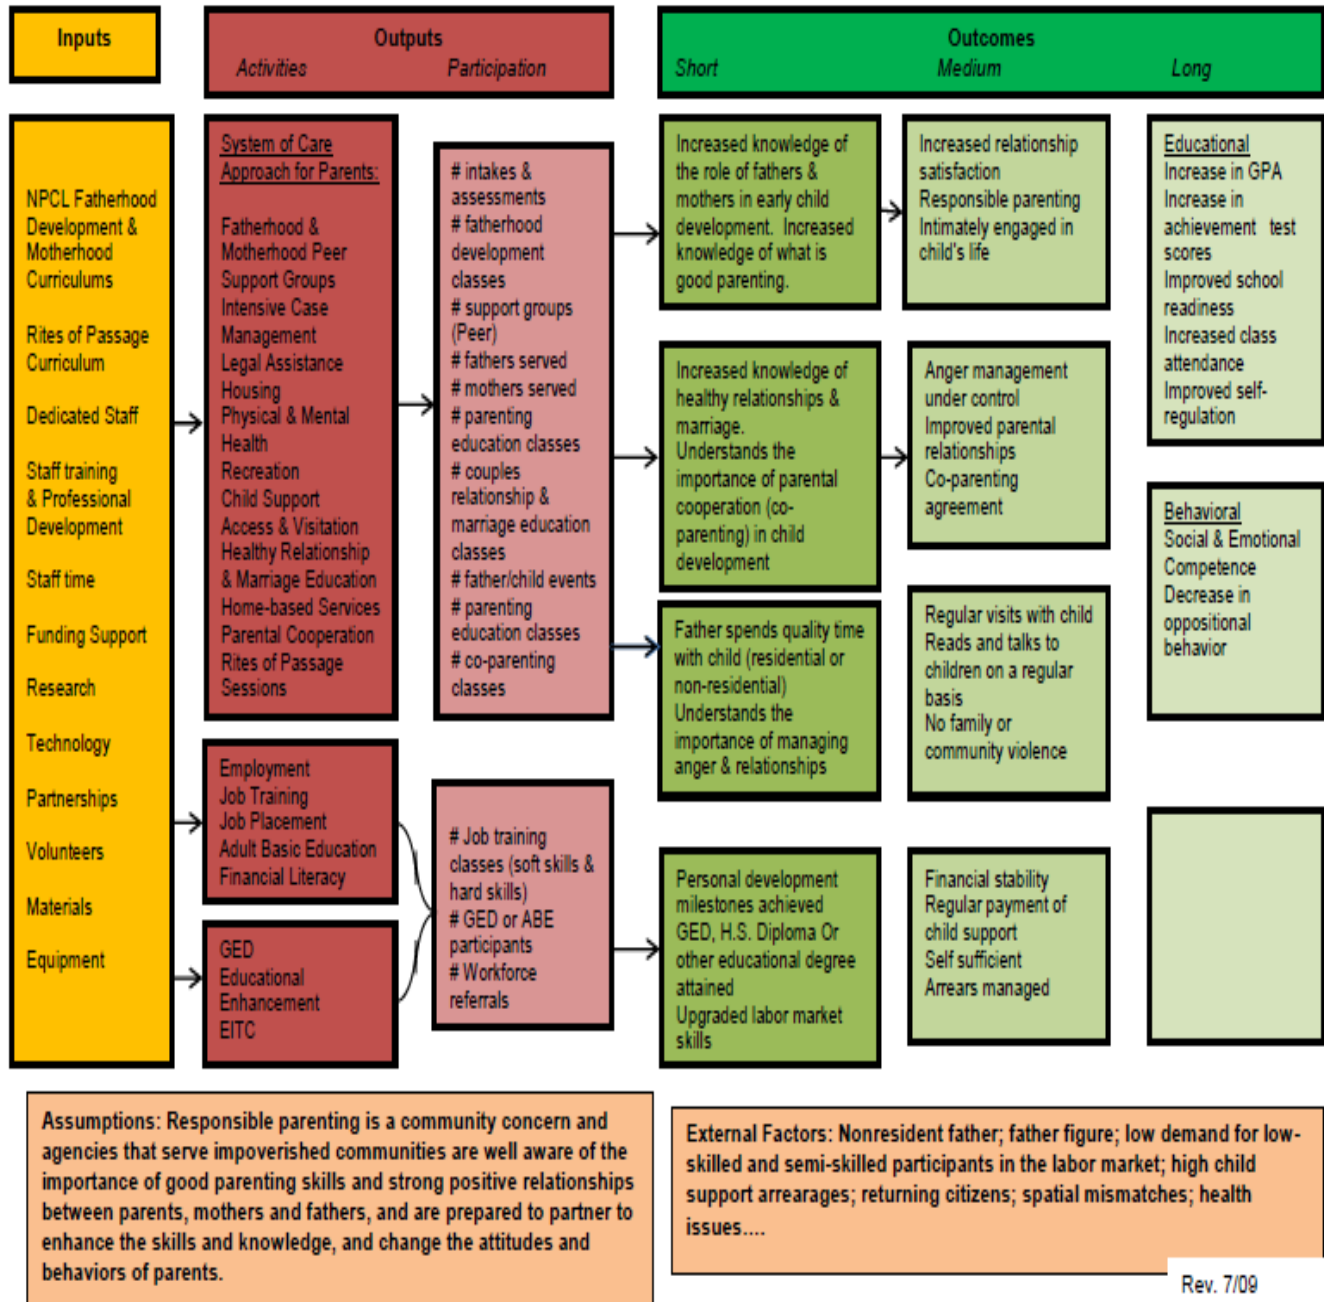 Inputs
Outputs
Activities Participation
Outcomes
Short Medium Long
NPCL Fatherhood
Development &
Motherhood
Curriculums
Rites of Passage
Curriculum
Dedicated Staff
Staff training
& Professional
Development
Staff time
Funding Support
Research
Technology
Partnerships
Volunteers
Materials
Equipment
System of Care
Approach for Parents:
Fatherhood &
Motherhood Peer
Support Groups
Intensive Case
Management
Legal Assistance
Housing
Physical & Mental
Health
Recreation
Child Support
Access & Visitation
Healthy Relationship
& Marriage Education
Home-based Services
Parental Cooperation
Rites of Passage
Sessions
Employment
Job Training
Job Placement
Adult Basic Education
Financial Literacy
GED
Educational
Enhancement
EITC
# intakes &
assessments
# fatherhood
development
classes
# support groups
(Peer)
# fathers served
# mothers served
# parenting
education classes
# couples
relationship &
marriage education
classes
# father/child events
# parenting
education classes
# co-parenting
classes
# Job training
classes (soft skills &
hard skills)
# GED or ABE
participants
# Workforce
referrals
Increased knowledge of
the role of fathers &
mothers in early child
development. Increased
knowledge of what is
good parenting.
Increased knowledge of
healthy relationships &
marriage.
Understands the
importance of parental
cooperation (co-
parenting) in child
development
Father spends quality time
with child (residential or
non-residential)
Understands the
importance of managing
anger & relationships
Personal development
milestones achieved
GED, H.S. Diploma Or
other educational degree
attained
Upgraded labor market
skills
Increased relationship
satisfaction
Responsible parenting
Intimately engaged in
child's life
Anger management
under control
Improved parental
relationships
Co-parenting
agreement
Regular visits with child
Reads and talks to
children on a regular
basis
No family or
community violence
Financial stability
Regular payment of
child support
Self sufficient
Arrears managed
Educational
Increase in GPA
Increase in
achievement test
scores
Improved school
readiness
Increased class
attendance
Improved self-
regulation
Behavioral
Social & Emotional
Competence
Decrease in
oppositional
behavior
Assumptions: Responsible parenting is a community concern and
agencies that serve impoverished communities are well aware of the
importance of good parenting skills and strong positive relationships
between parents, mothers and fathers, and are prepared to partner to
enhance the skills and knowledge, and change the attitudes and
behaviors of parents.
External Factors: Nonresident father; father figure; low demand for low-
skilled and semi-skilled participants in the labor market; high child
support arrearages; returning citizens; spatial mismatches; health
issues....
Rev. 7/09